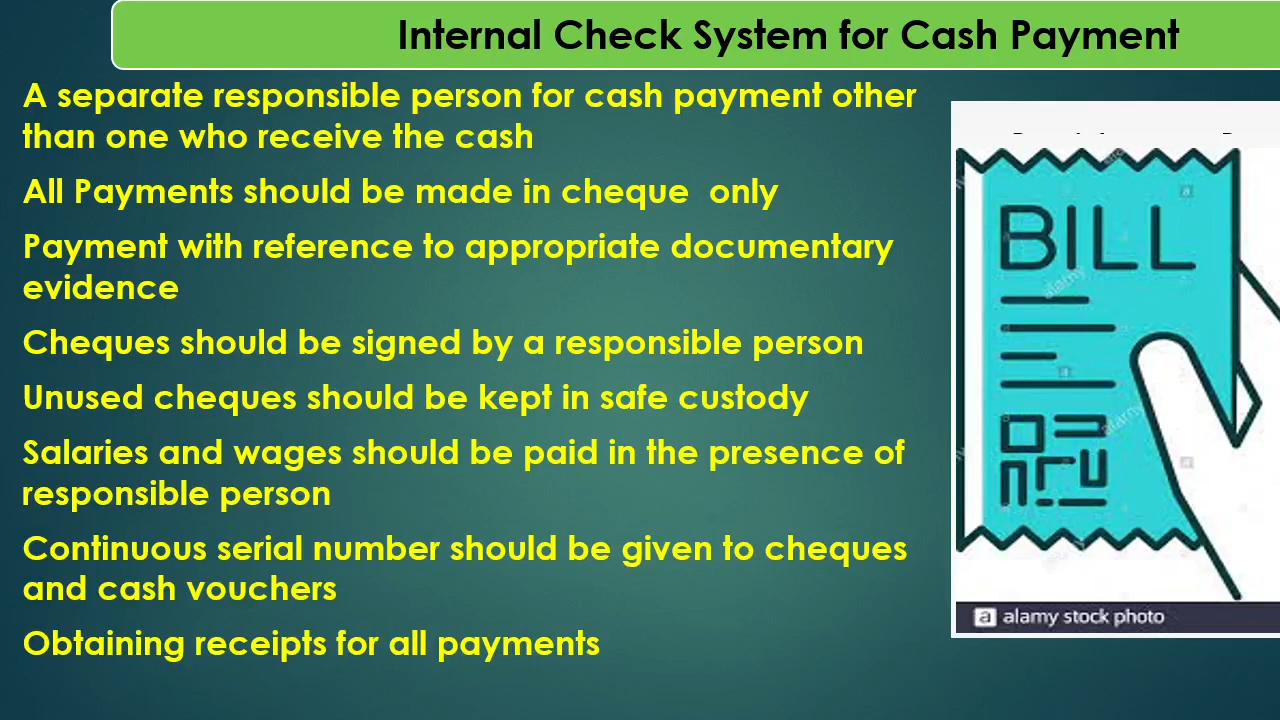 Internal Check System for Cash Payment
A separate responsible person for cash payment other
than one who receive the cash
All Payments should be made in cheque  only
Payment with reference to appropriate documentary
evidence
Cheques should be signed by a responsible person
Unused cheques should be kept in safe custody
Salaries and wages should be paid in the presence of
responsible person
Continuous serial number should be given to cheques
and cash vouchers
Obtaining receipts for all payments
BILL
alamy
alamy
a alamy stock photo